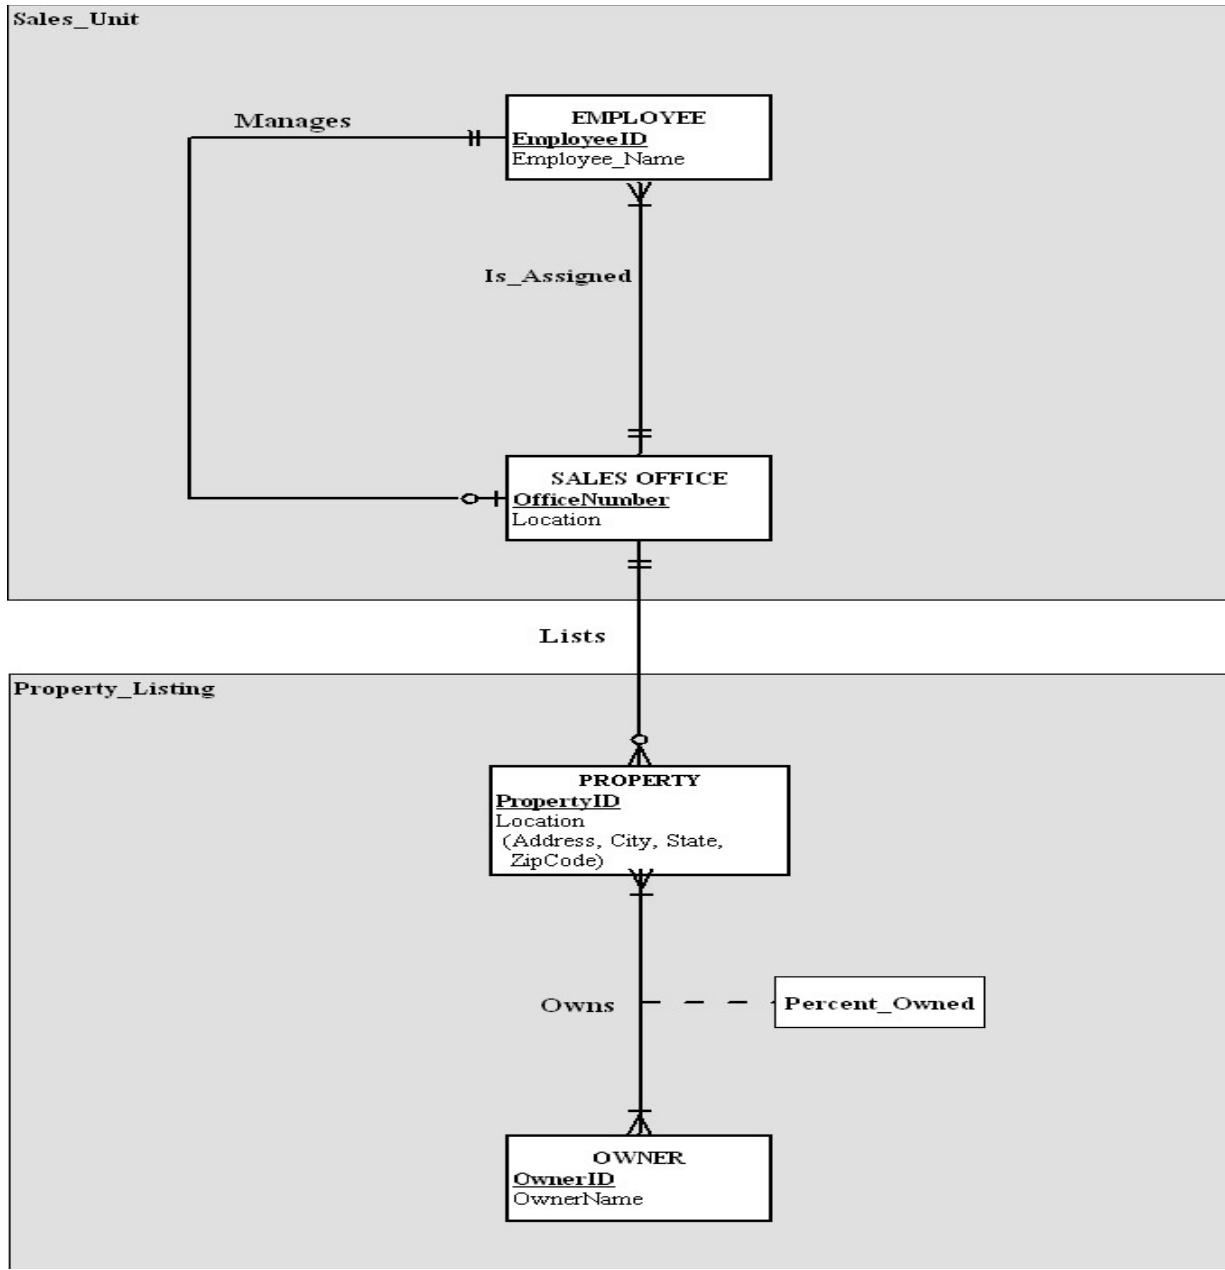 Sales_Unit
Manages
EMPLOYEE
EmployeeID
Employee_Name
Is_Assigned
SALES OFFICE
OfficeNumber
Location
Lists
Property_Listing
PROPERTY
PropertyID
Location
(Address, City, State,
ZipCode)
Owns
Percent_Owned
OWNER
OwnerID
OwnerName